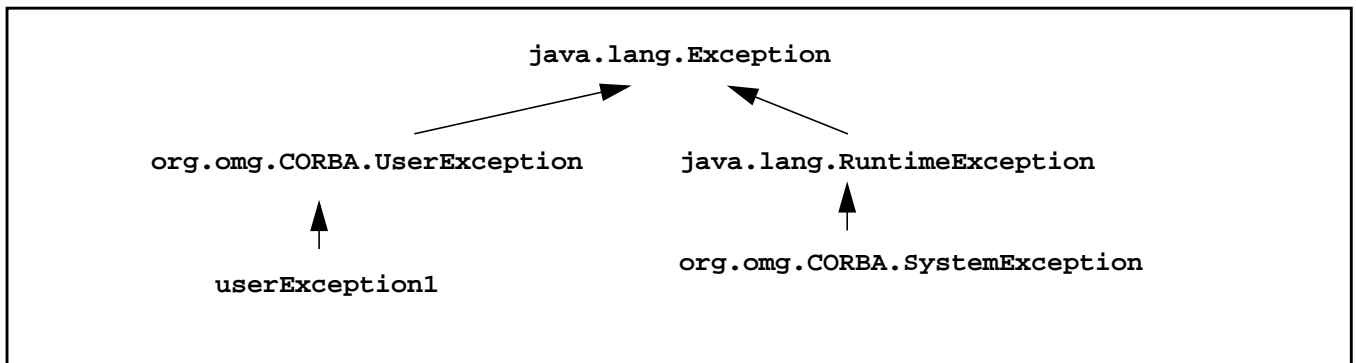 java.lang.Exception
org.omg.CORBA.UserException
java.lang.RuntimeException
userException1
org.omg.CORBA.SystemException